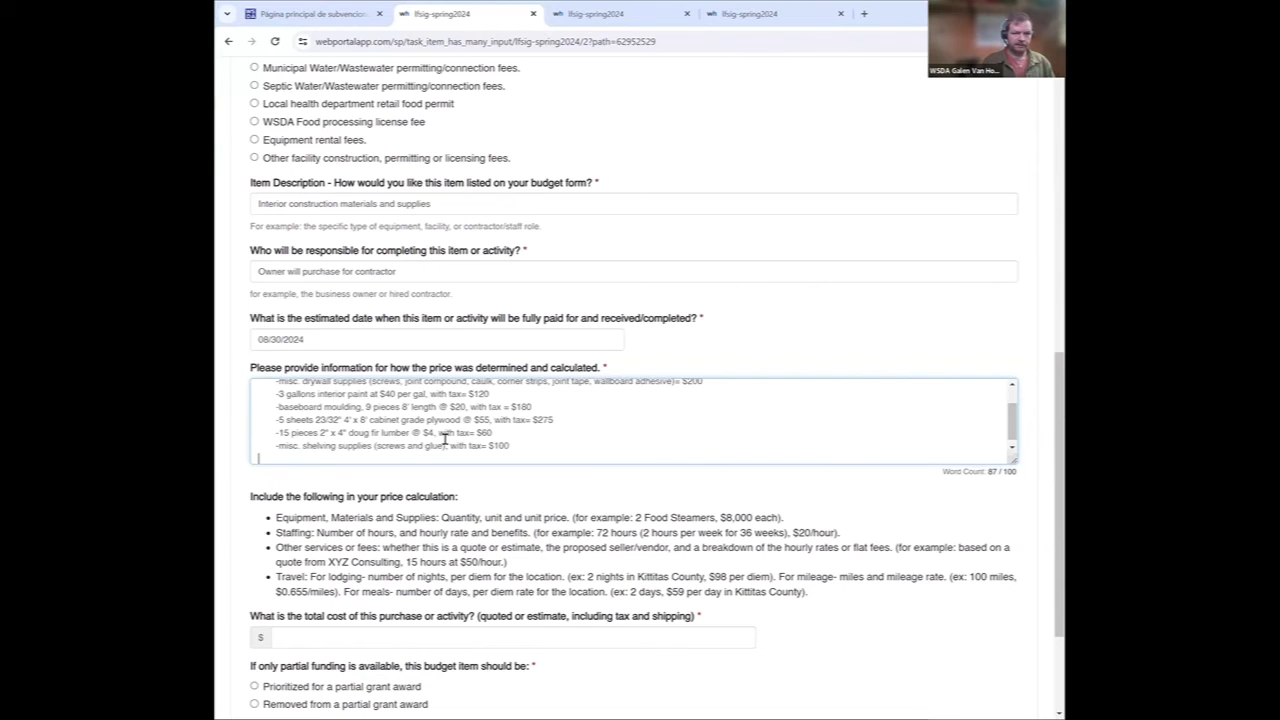 Página principal de subvencion
lfsig-spring2024
lfsig-spring2024
lfsig-spring2024
webportalapp.com/sp/task_item_has_many_input/lfsig-spring2024/2?path=62952529
WSDA Galen Van Ho...
Municipal Water/Wastewater permitting/connection fees.
Septic Water/Wastewater permitting/connection fees.
Local health department retail food permit
WSDA Food processing license fee
Equipment rental fees.
Other facility construction, permitting or licensing fees.
Item Description - How would you like this item listed on your budget form? *
Interior construction materials and supplies
For example: the specific type of equipment, facility, or contractor/staff role.
Who will be responsible for completing this item or activity? *
Owner will purchase for contractor
for example, the business owner or hired contractor.
What is the estimated date when this item or activity will be fully paid for and received/completed? *
08/30/2024
Please provide information for how the price was determined and calculated. *
-misc. drywall supplies (screws, joint compound, caulk, corner strips, joint tape, wallboard adhesive)= $200
-3 gallons interior paint at $40 per gal, with tax= $120
-baseboard moulding, 9 pieces 8' length @ $20, with tax = $180
-5 sheets 23/32" 4' x 8' cabinet grade plywood @ $55, with tax= $275
-15 pieces 2" x 4" doug fir lumber @ $4, with tax= $60
-misc. shelving supplies (screws and glue), with tax= $100
Word Count: 87 / 100
Include the following in your price calculation:
• Equipment, Materials and Supplies: Quantity, unit and unit price. (for example: 2 Food Steamers, $8,000 each).
• Staffing: Number of hours, and hourly rate and benefits. (for example: 72 hours (2 hours per week for 36 weeks), $20/hour).
• Other services or fees: whether this is a quote or estimate, the proposed seller/vendor, and a breakdown of the hourly rates or flat fees. (for example: based on a
quote from XYZ Consulting, 15 hours at $50/hour.)
• Travel: For lodging- number of nights, per diem for the location. (ex: 2 nights in Kittitas County, $98 per diem). For mileage- miles and mileage rate. (ex: 100 miles,
$0.655/miles). For meals- number of days, per diem rate for the location. (ex: 2 days, $59 per day in Kittitas County).
What is the total cost of this purchase or activity? (quoted or estimate, including tax and shipping) *
$
If only partial funding is available, this budget item should be: *
Prioritized for a partial grant award
Removed from a partial grant award